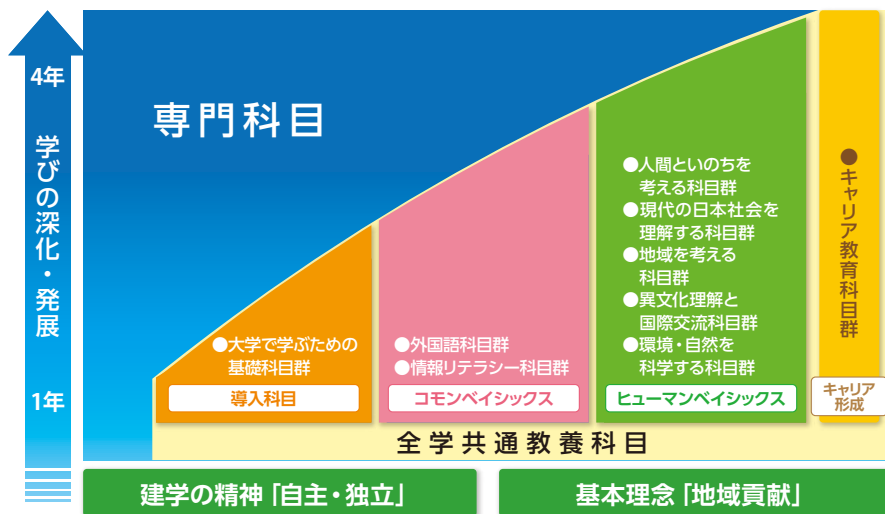 4年
学びの深化・発展
1年
専門科目
●大学で学ぶための
基礎科目群
導入科目
●外国語科目群
●情報リテラシー科目群
コモンベイシックス
●人間といのちを
考える科目群
●現代の日本社会を
理解する科目群
●地域を考える
科目群
●異文化理解と
国際交流科目群
●環境・自然を
科学する科目群
ヒューマンベイシックス
●キャリア教育科目群
キャリア
形成
全学共通教養科目
建学の精神「自主・独立」
基本理念「地域貢献」